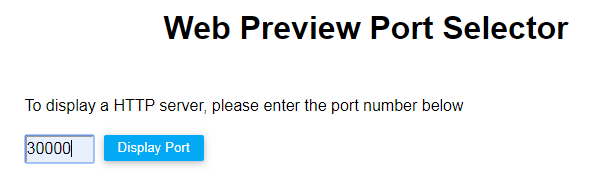 Web Preview Port Selector
To display a HTTP server, please enter the port number below
30000 Display Port